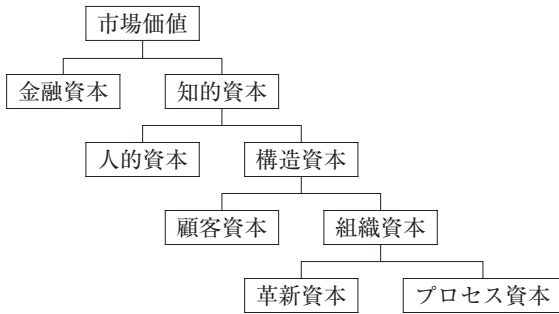 市場価値
金融資本
知的資本
人的資本
構造資本
顧客資本
組織資本
革新資本
プロセス資本